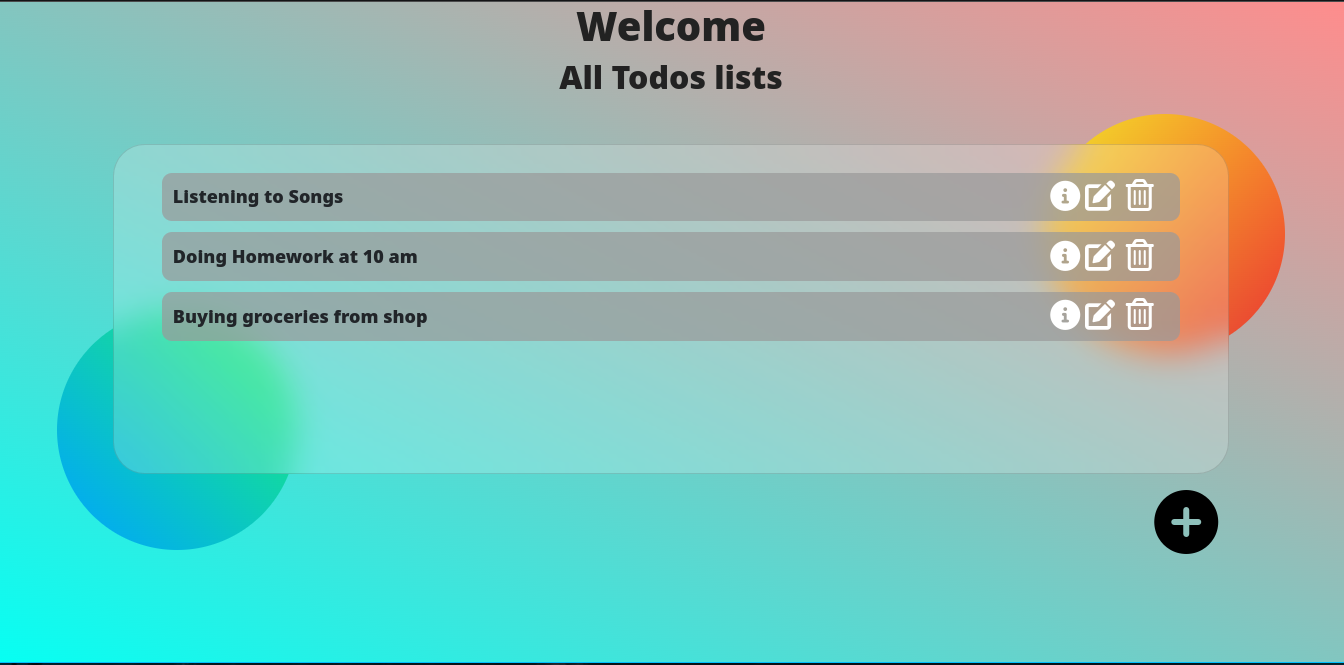 Welcome
All Todos lists
Listening to Songs
Doing Homework at 10 am
Buying groceries from shop